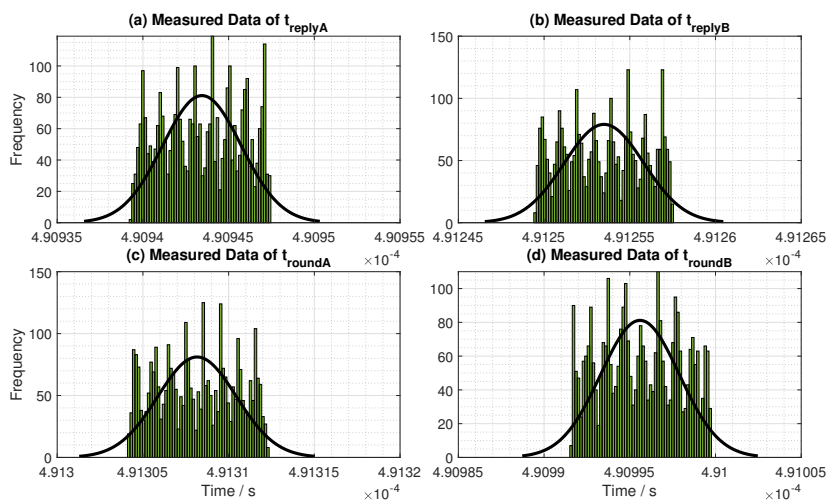 (a) Measured Data of t_replyA
Frequency
100
80
60
40
20
0
4.90935 4.9094 4.90945 4.9095 4.90955
×10^-4
(b) Measured Data of t_replyB
150
100
50
0
4.91245 4.9125 4.91255 4.9126 4.91265
×10^-4
(c) Measured Data of t_roundA
Frequency
150
100
50
0
4.913 4.91305 4.9131 4.91315 4.9132
Time / s
×10^-4
(d) Measured Data of t_roundB
100
80
60
40
20
0
4.90985 4.9099 4.90995 4.91 4.91005
Time / s
×10^-4